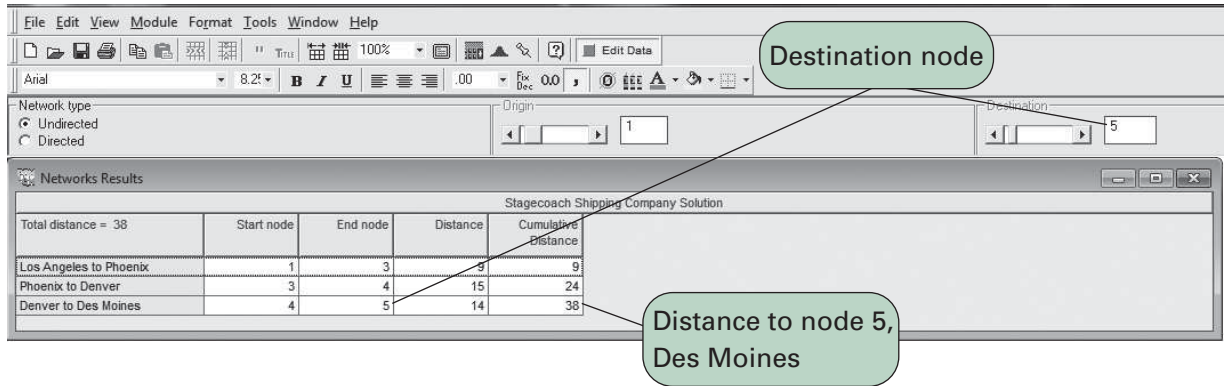 File Edit View Module Format Tools Window Help
100% Edit Data
Arial 8.2 B I U .00 Fix Dec 0.0 ,
Destination node
Network type
Undirected
Directed
Origin
1
Destination
5
Networks Results
Stagecoach Shipping Company Solution
Total distance = 38 Start node End node Distance Cumulative Distance
Los Angeles to Phoenix 1 3 9 9
Phoenix to Denver 3 4 15 24
Denver to Des Moines 4 5 14 38
Distance to node 5,
Des Moines